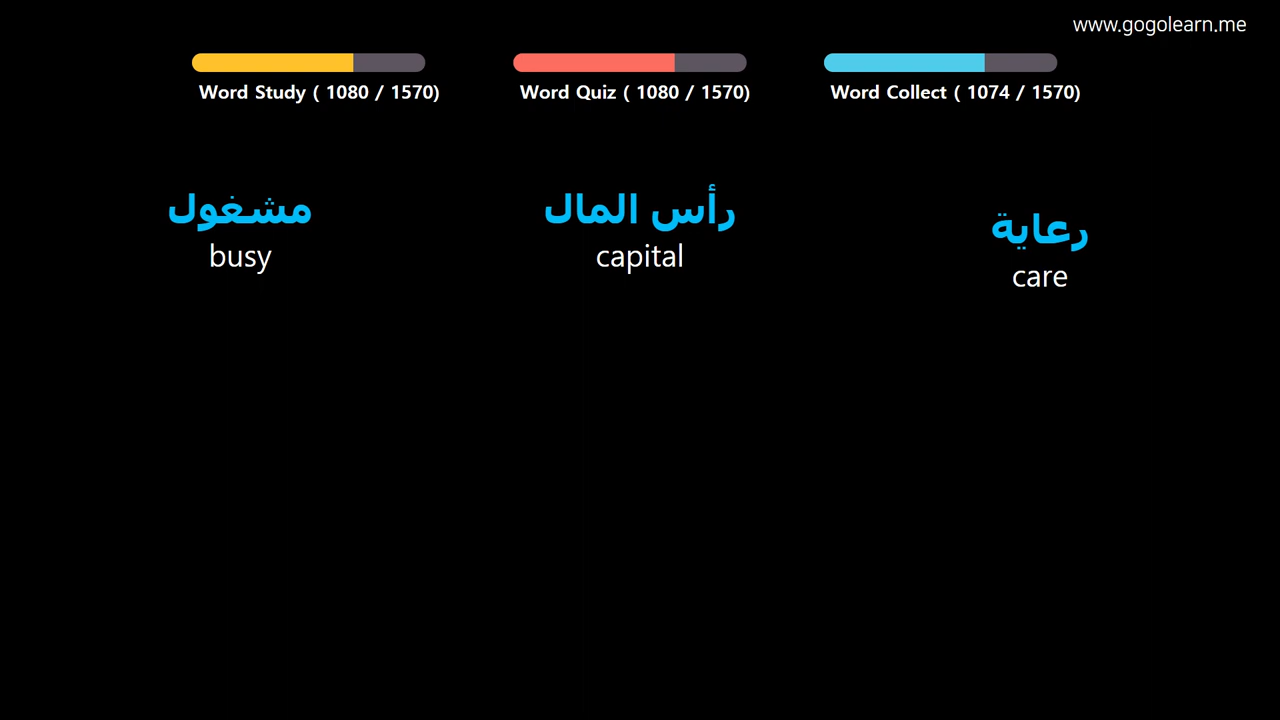 www.gogolearn.me
Word Study ( 1080 / 1570)
Word Quiz ( 1080 / 1570)
Word Collect ( 1074 / 1570)
مشغول
busy
رأس المال
capital
رعاية
care